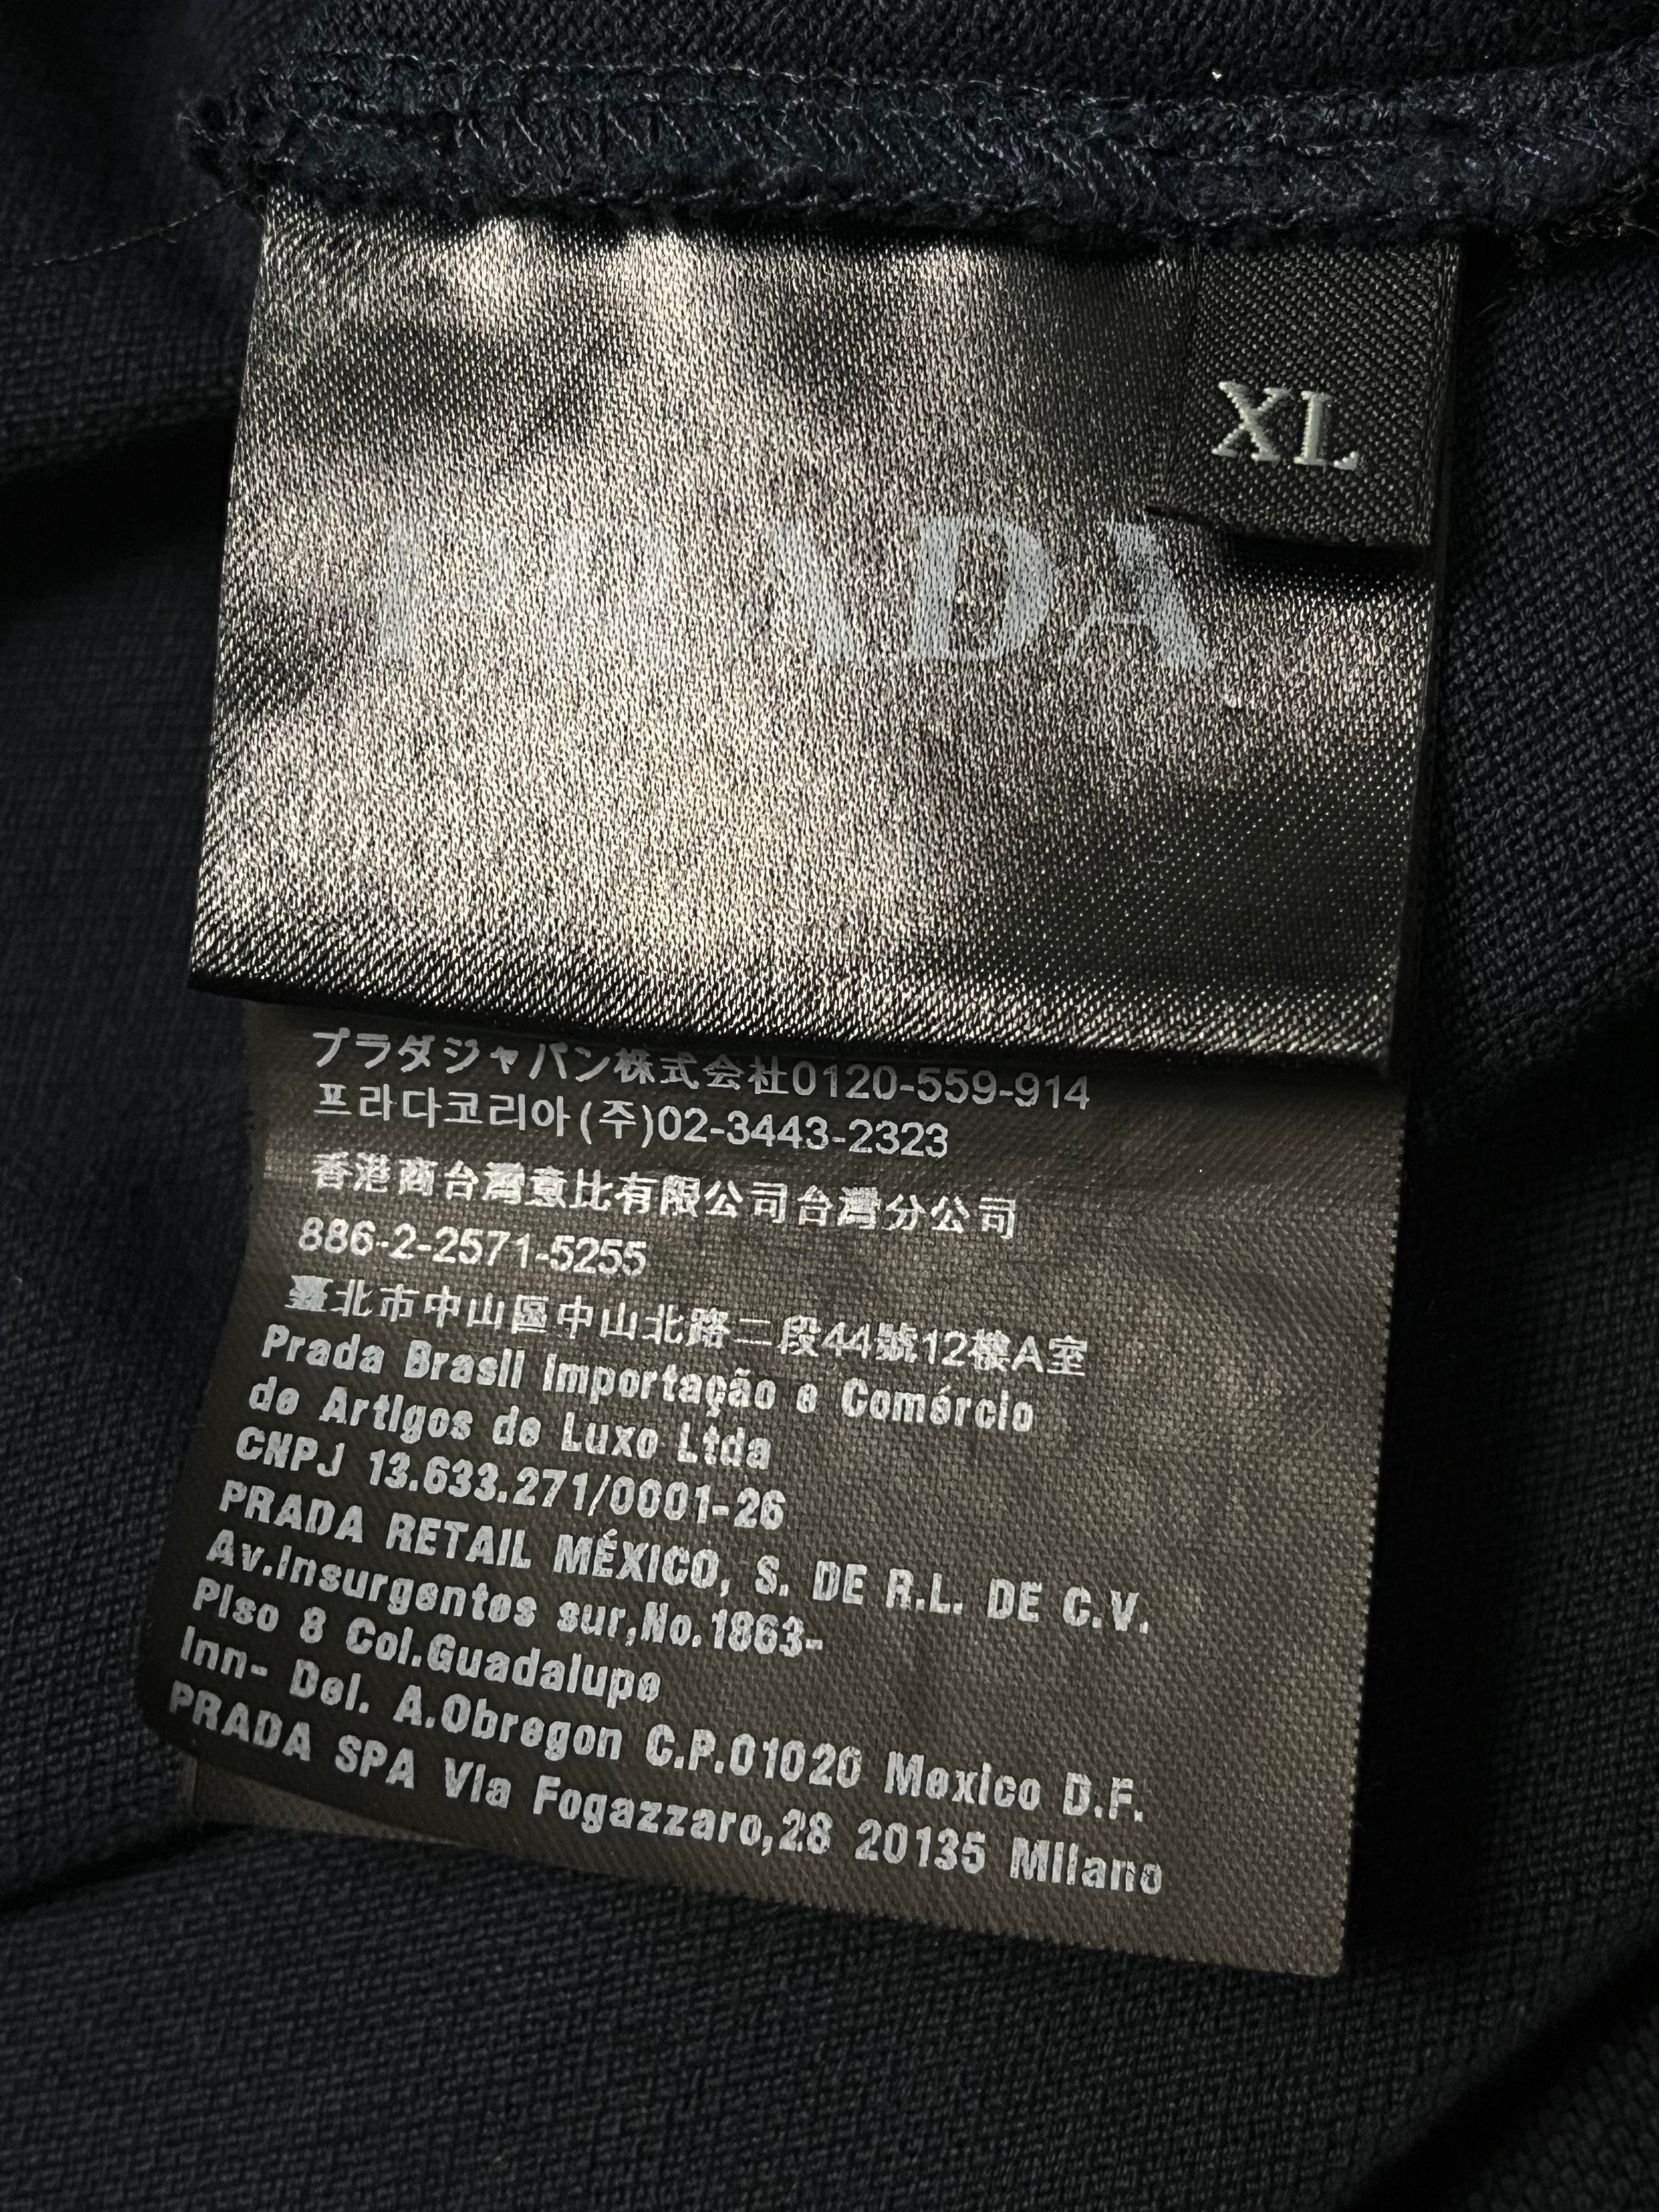 XL
PRADA
プラダジャパン株式会社0120-559-914
프라다코리아(주)02-3443-2323
香港商台灣意比有限公司台灣分公司
886-2-2571-5255
臺北市中山區中山北路二段44號12樓A室
Prada Brasil Importação e Comércio
de Artigos de Luxo Ltda
CNPJ 13.633.271/0001-26
PRADA RETAIL MÉXICO, S. DE R.L. DE C.V.
Av.Insurgentes sur,No.1863-
Piso 8 Col.Guadalupe
Inn- Del. A.Obregon C.P.01020 Mexico D.F.
PRADA SPA Via Fogazzaro,28 20135 Milano